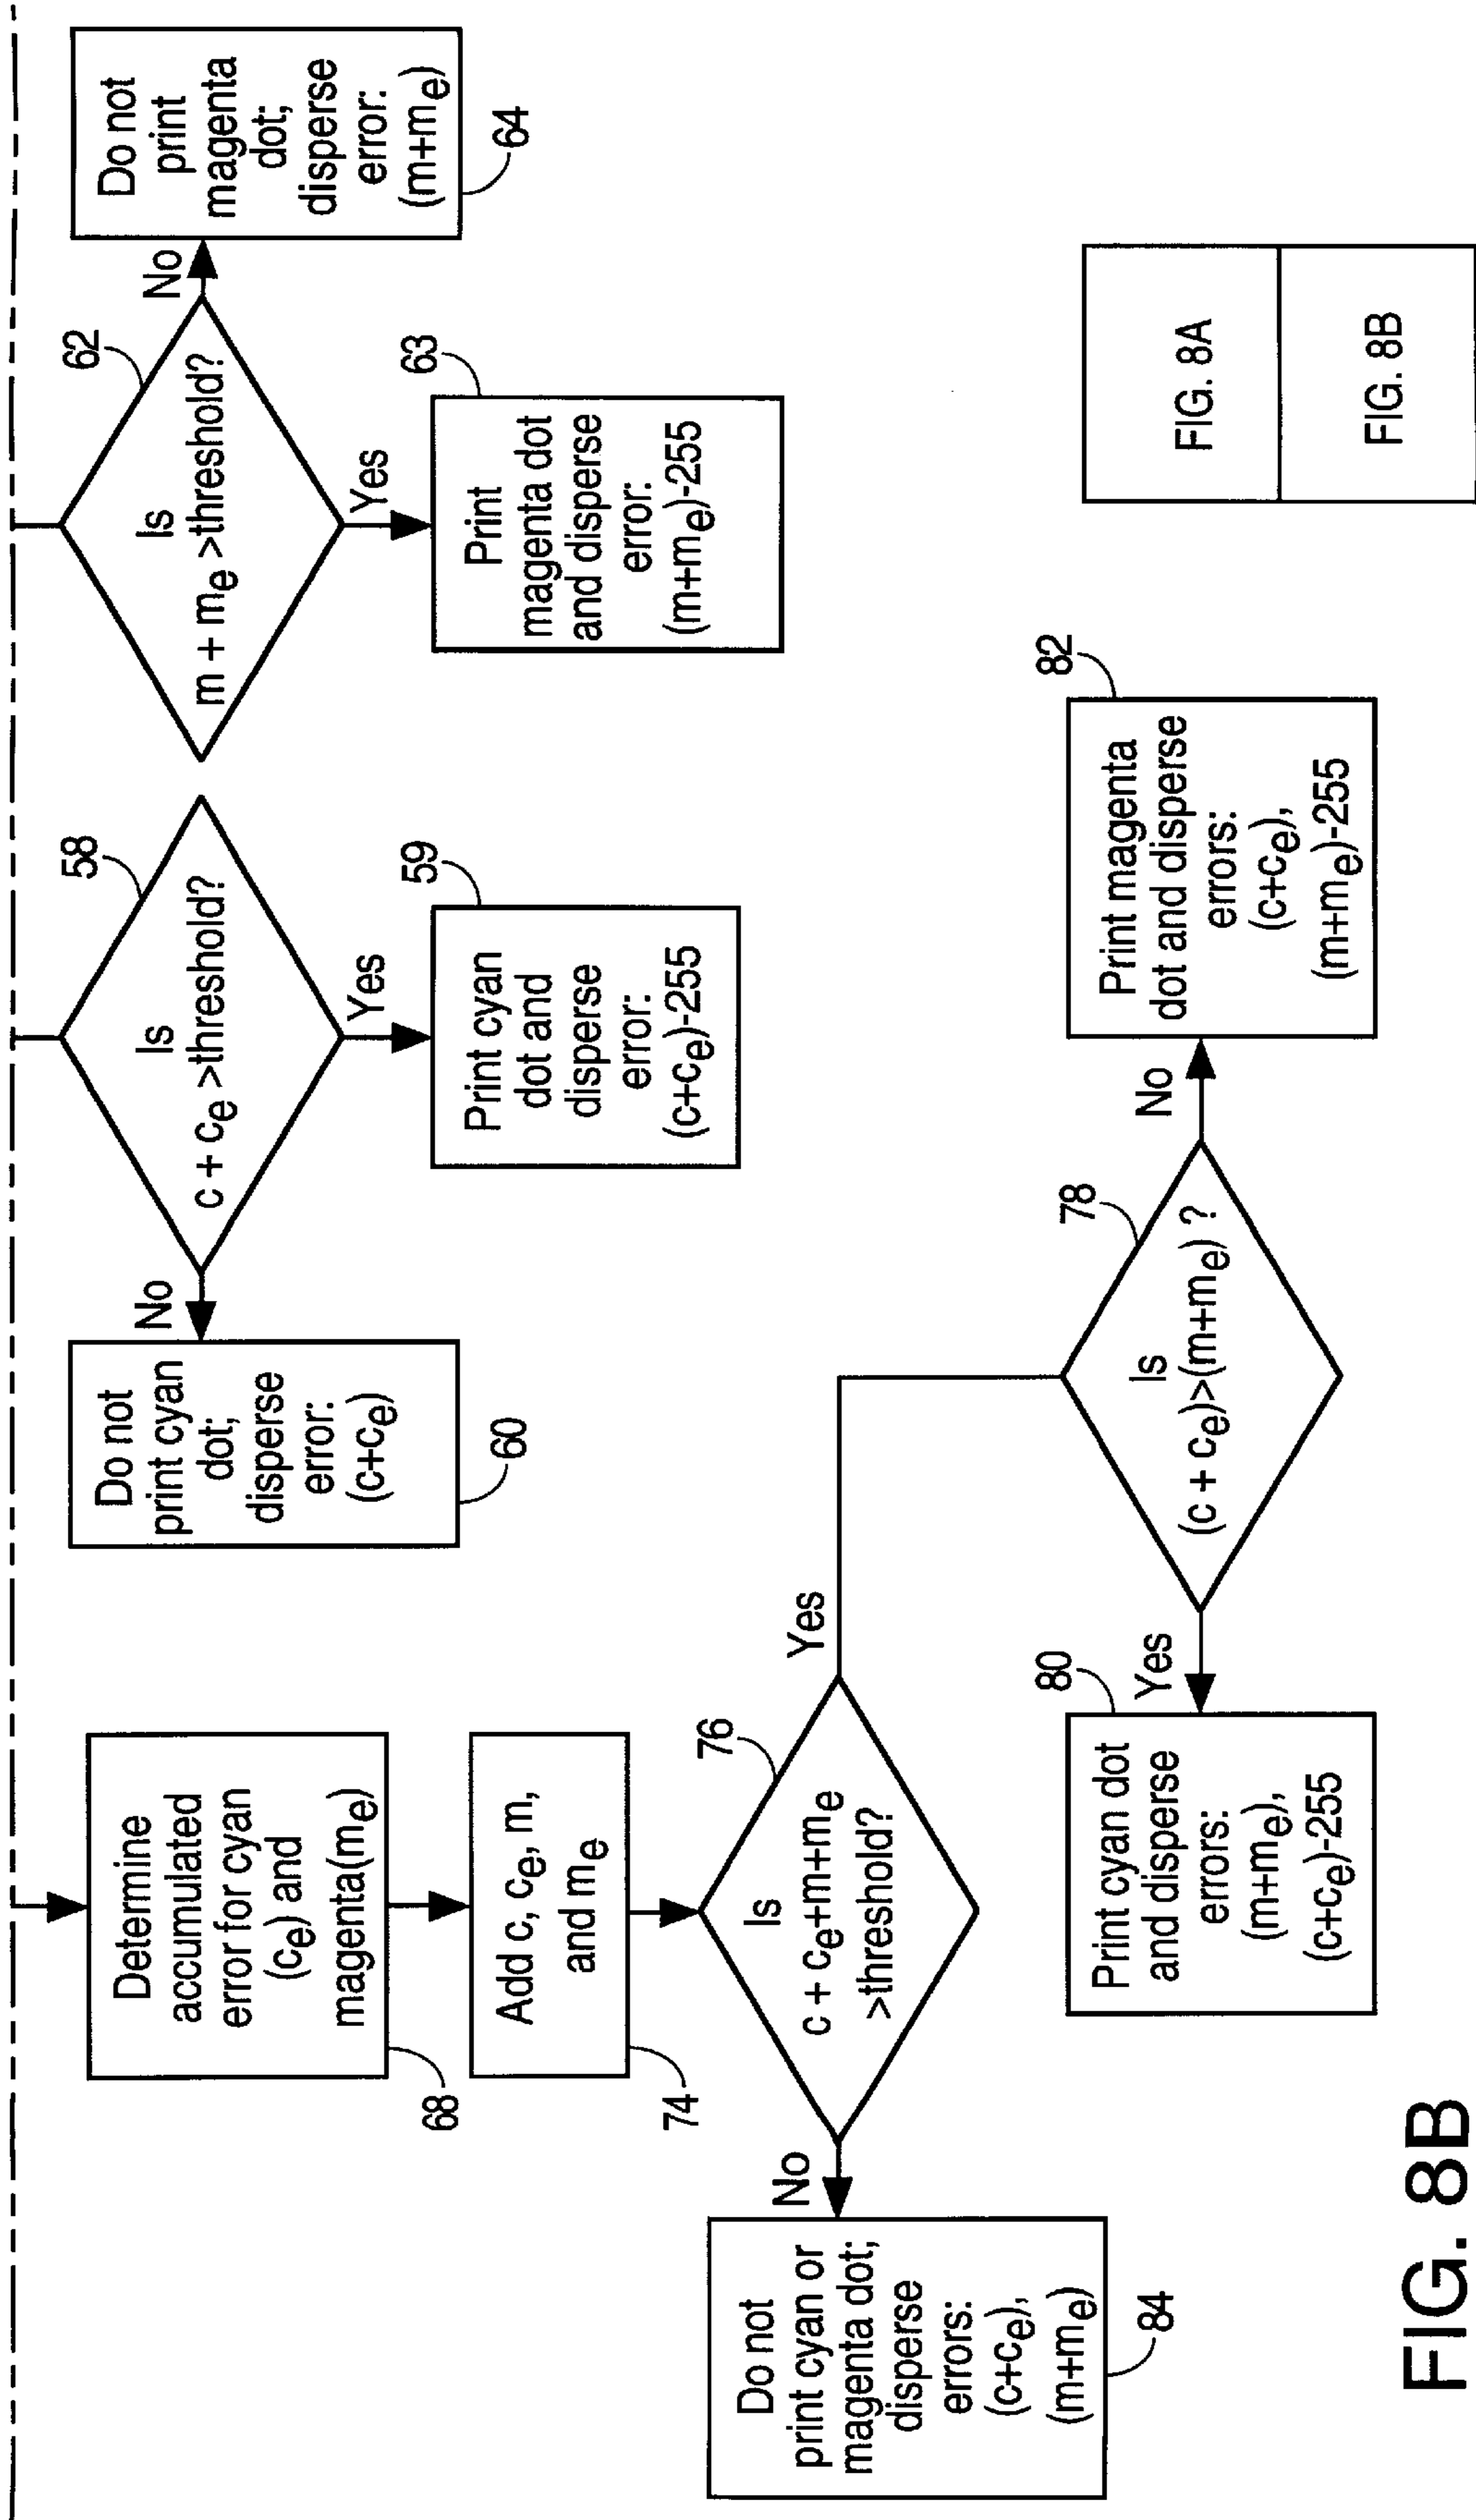 Determine
accumulated
error for cyan
(ce) and
magenta(me)
68
Add c, ce, m,
and me
74
Is
c + ce+m+me
>threshold?
76
No
Yes
Do not
print cyan or
magenta dot;
disperse
errors:
(c+ce),
(m+me)
84
Is
(c + ce)>(m+me) ?
78
Yes
No
Print cyan dot
and disperse
errors:
(m+me),
(c+ce)-255
80
Print magenta
dot and disperse
errors:
(c+ce),
(m+me)-255
82
Is
c + ce >threshold?
58
No
Yes
Do not
print cyan
dot;
disperse
error:
(c+ce)
60
Print cyan
dot and
disperse
error:
(c+ce)-255
59
Is
m + me >threshold?
62
No
Yes
Do not
print
magenta
dot;
disperse
error:
(m+me)
64
Print
magenta dot
and disperse
error:
(m+me)-255
63
FIG. 8A
FIG. 8B
FIG. 8B